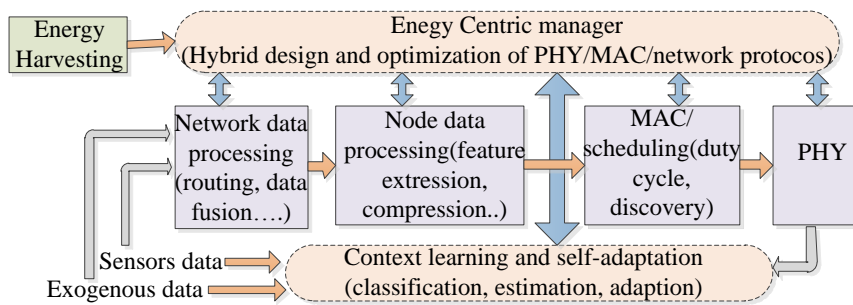 Energy
Harvesting
Enegy Centric manager
(Hybrid design and optimization of PHY/MAC/network protocos)
Network data
processing
(routing, data
fusion….)
Node data
processing(feature
extression,
compression..)
MAC/
scheduling(duty
cycle,
discovery)
PHY
Sensors data
Exogenous data
Context learning and self-adaptation
(classification, estimation, adaption)